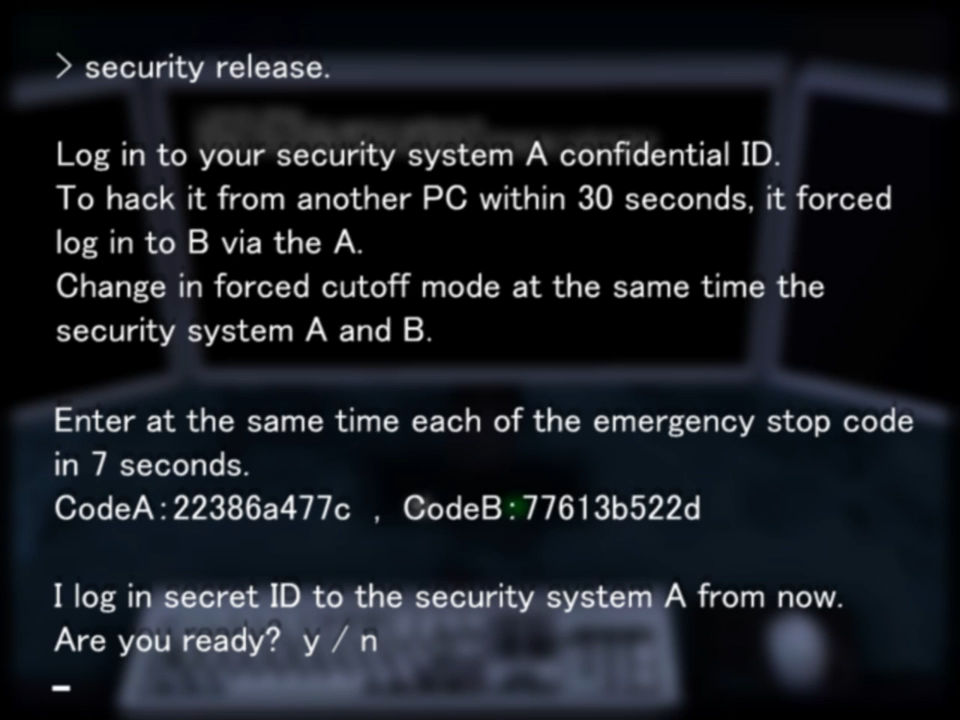 > security release.
Log in to your security system A confidential ID.
To hack it from another PC within 30 seconds, it forced
log in to B via the A.
Change in forced cutoff mode at the same time the
security system A and B.
Enter at the same time each of the emergency stop code
in 7 seconds.
CodeA:22386a477c , CodeB:77613b522d
I log in secret ID to the security system A from now.
Are you ready? y / n